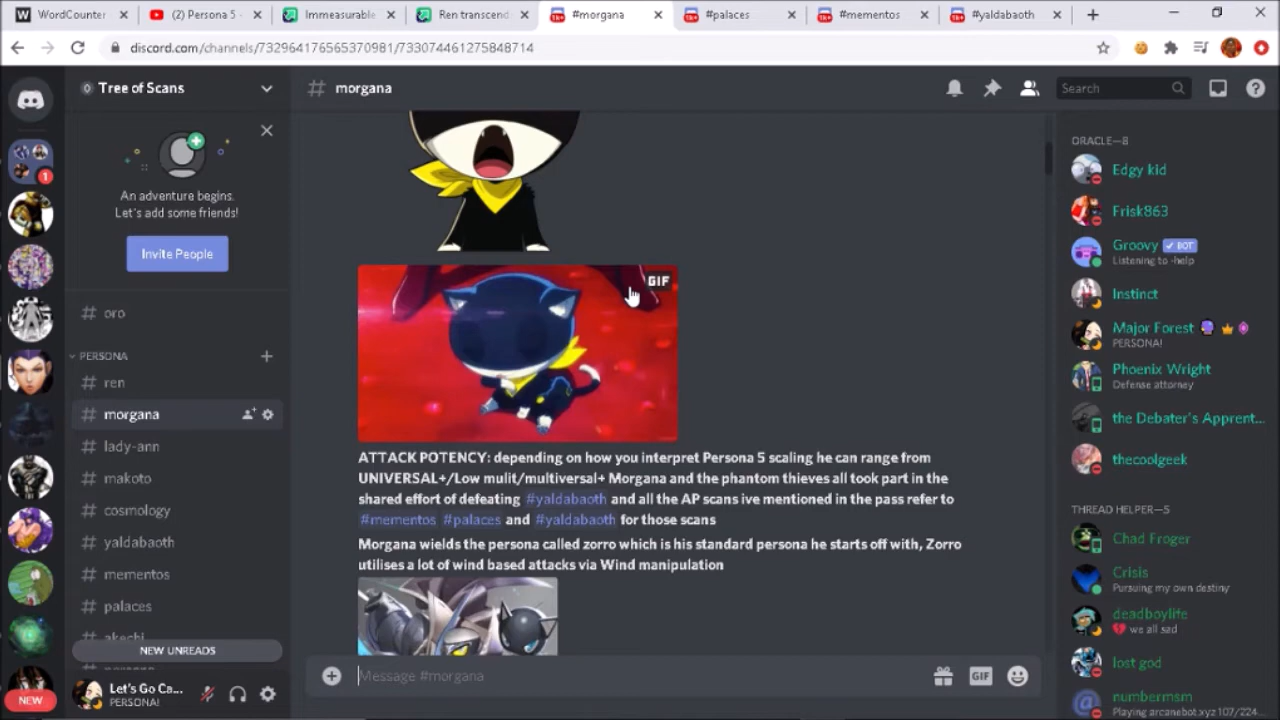 WordCounter
(2) Persona 5 -
Immeasurable
Ren transcend
#morgana
#palaces
#mementos
#yaldabaoth
discord.com/channels/732964176565370981/733074461275848714
Tree of Scans
An adventure begins.
Let's add some friends!
Invite People
# oro
PERSONA
# ren
# morgana
# lady-ann
# makoto
# cosmology
# yaldabaoth
# mementos
# palaces
# akechi
NEW UNREADS
1
NEW
Let's Go Ca...
PERSONA!
# morgana
GIF
ATTACK POTENCY: depending on how you interpret Persona 5 scaling he can range from
UNIVERSAL+/Low mulit/multiversal+ Morgana and the phantom thieves all took part in the
shared effort of defeating #yaldabaoth and all the AP scans ive mentioned in the pass refer to
#mementos #palaces and #yaldabaoth for those scans
Morgana wields the persona called zorro which is his standard persona he starts off with, Zorro
utilises a lot of wind based attacks via Wind manipulation
Message #morgana
GIF
Search
ORACLE—8
Edgy kid
Frisk863
Groovy ✓ BOT
Listening to -help
Instinct
Major Forest
PERSONA!
Phoenix Wright
Defense attorney
the Debater's Apprent...
thecoolgeek
THREAD HELPER—5
Chad Froger
Crisis
Pursuing my own destiny
deadboylife
💔 we all sad
lost god
numbermsm
Playing arcanebot.xyz 107/224...